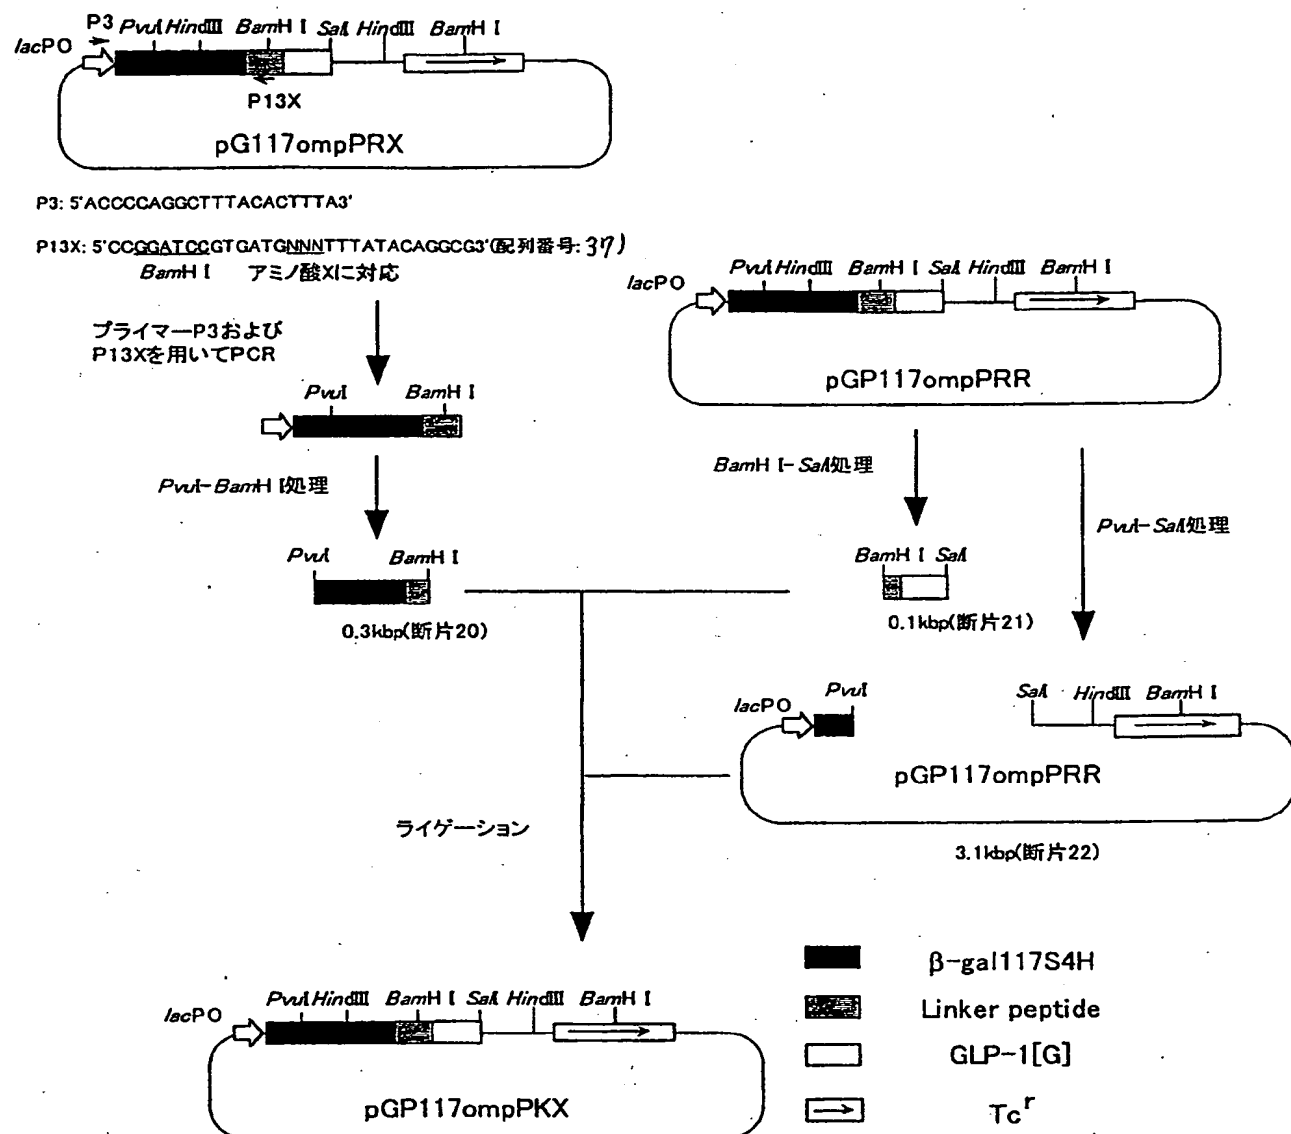 P3
PvuI HindIII BamH I SalI HindIII BamH I
lacPO
P13X
pG117ompPRX
P3: 5'ACCCCAGGCTTTACACTTTA3'
P13X: 5'CCGGATCCGTGATGNNNTTTATACAGGCG3'(配列番号: 37)
BamH I アミノ酸Xに対応
プライマーP3および
P13Xを用いてPCR
PvuI BamH I
PvuI-BamH I処理
PvuI BamH I
0.3kbp(断片20)
lacPO
PvuI HindIII BamH I SalI HindIII BamH I
pGP117ompPRR
BamH I-SalI処理
PvuI-SalI処理
BamH I SalI
0.1kbp(断片21)
lacPO PvuI SalI HindIII BamH I
pGP117ompPRR
3.1kbp(断片22)
ライゲーション
lacPO
PvuI HindIII BamH I SalI HindIII BamH I
pGP117ompPKX
β-gal117S4H
Linker peptide
GLP-1[G]
Tcʳ